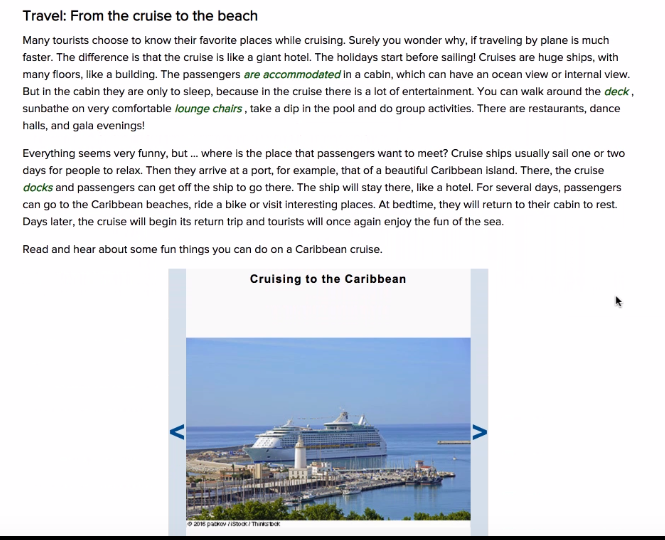 Travel: From the cruise to the beach
Many tourists choose to know their favorite places while cruising. Surely you wonder why, if traveling by plane is much
faster. The difference is that the cruise is like a giant hotel. The holidays start before sailing! Cruises are huge ships, with
many floors, like a building. The passengers are accommodated in a cabin, which can have an ocean view or internal view.
But in the cabin they are only to sleep, because in the cruise there is a lot of entertainment. You can walk around the deck ,
sunbathe on very comfortable lounge chairs , take a dip in the pool and do group activities. There are restaurants, dance
halls, and gala evenings!
Everything seems very funny, but ... where is the place that passengers want to meet? Cruise ships usually sail one or two
days for people to relax. Then they arrive at a port, for example, that of a beautiful Caribbean island. There, the cruise
docks and passengers can get off the ship to go there. The ship will stay there, like a hotel. For several days, passengers
can go to the Caribbean beaches, ride a bike or visit interesting places. At bedtime, they will return to their cabin to rest.
Days later, the cruise will begin its return trip and tourists will once again enjoy the fun of the sea.
Read and hear about some fun things you can do on a Caribbean cruise.
Cruising to the Caribbean
< >
© 2016 packov / iStock / Thinkstock